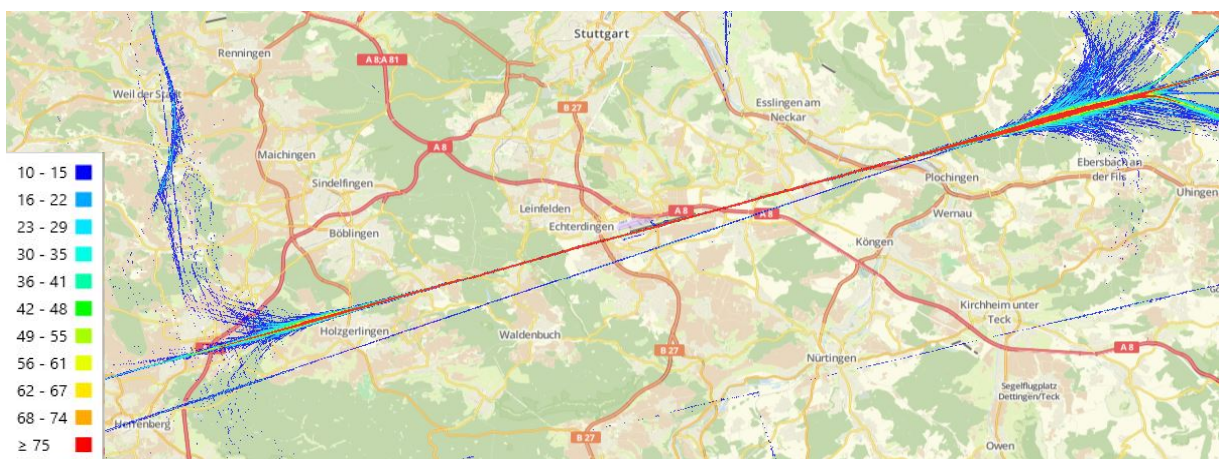 Stuttgart
Renningen
A 8;A 81
Esslingen am
Neckar
B 27
A 8
Maichingen
Sindelfingen
Leinfelden
Echterdingen
A 8
A 8
Böblingen
Plochingen
Wernau
Ebersbach an
der Fils
Uhingen
Köngen
Kirchheim unter
Teck
Holzgerlingen
Waldenbuch
B 27
Nürtingen
A 8
Segelflugplatz
Dettingen/Teck
Herrenberg
B 27
Owen
Weil der Stadt
10 - 15
16 - 22
23 - 29
30 - 35
36 - 41
42 - 48
49 - 55
56 - 61
62 - 67
68 - 74
≥ 75